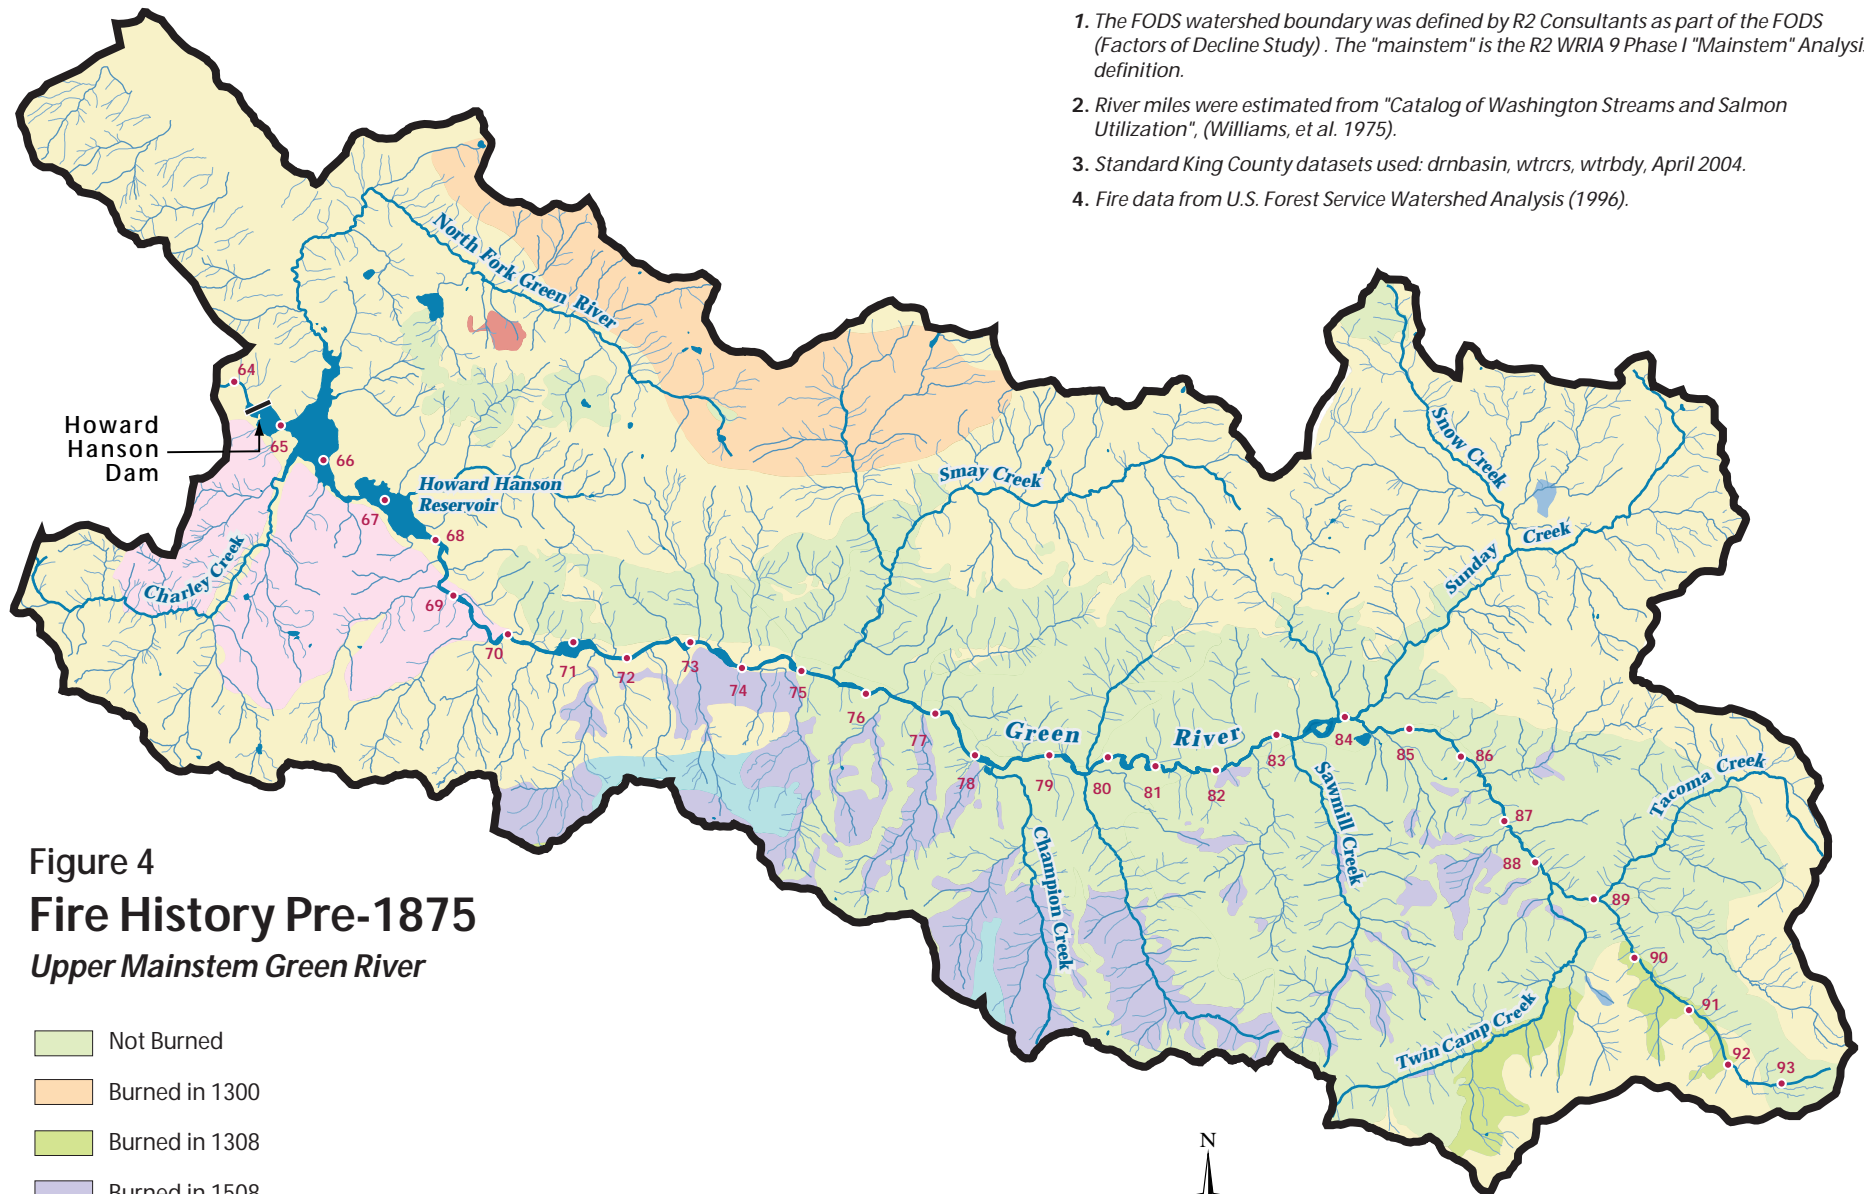 1. The FODS watershed boundary was defined by R2 Consultants as part of the FODS
(Factors of Decline Study) . The "mainstem" is the R2 WRIA 9 Phase I "Mainstem" Analysis
definition.
2. River miles were estimated from "Catalog of Washington Streams and Salmon
Utilization", (Williams, et al. 1975).
3. Standard King County datasets used: drnbasin, wtrcrs, wtrbdy, April 2004.
4. Fire data from U.S. Forest Service Watershed Analysis (1996).
North Fork Green River
64
Howard
Hanson
Dam
65
66
67
68
Howard Hanson
Reservoir
Charley Creek
69
70
71
72
73
74
75
76
77
78
79
80
81
82
83
84
85
86
87
88
89
90
91
92
93
Smay Creek
Snow Creek
Sunday Creek
Green River
Sawmill Creek
Tacoma Creek
Champion Creek
Twin Camp Creek
Figure 4
Fire History Pre-1875
Upper Mainstem Green River
Not Burned
Burned in 1300
Burned in 1308
Burned in 1508
N